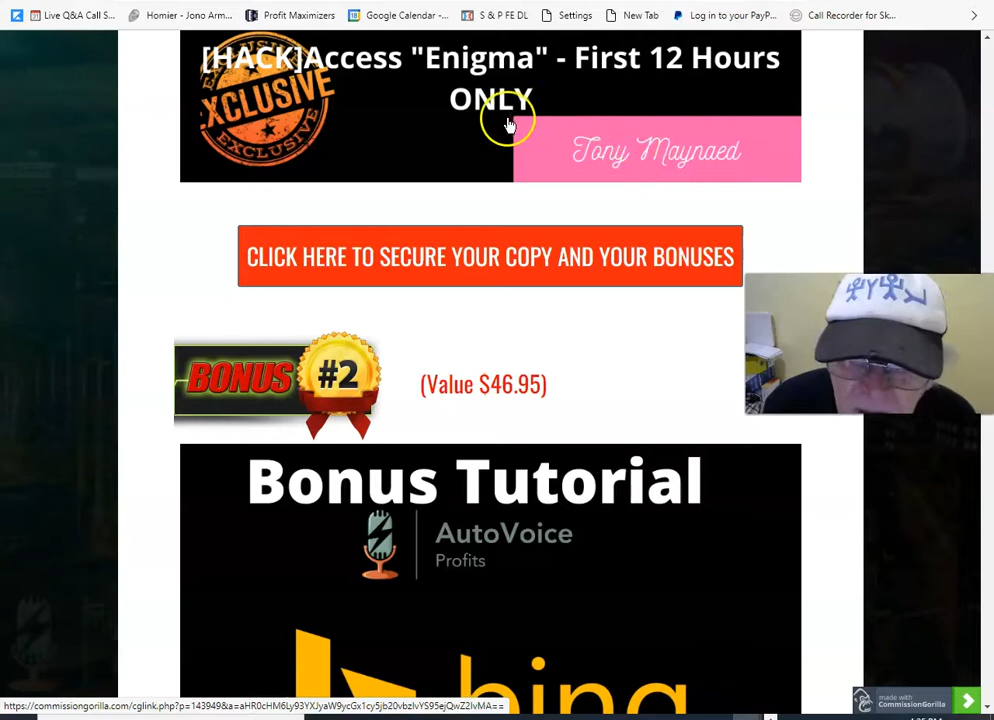 Live Q&A Call S...
Homier - Jono Arm...
Profit Maximizers
Google Calendar -...
S & P FE DL
Settings
New Tab
Log in to your PayP...
Call Recorder for Sk...
[HACK]Access "Enigma" - First 12 Hours
ONLY
EXCLUSIVE
EXCLUSIVE
Tony Maynaed
CLICK HERE TO SECURE YOUR COPY AND YOUR BONUSES
BONUS #2
(Value $46.95)
Bonus Tutorial
AutoVoice
Profits
bing
made with
CommissionGorilla